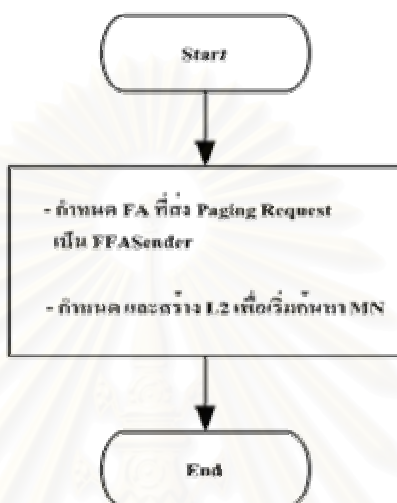 Start
- กำหนด FA ที่ส่ง Paging Request
เป็น FFASender
- กำหนด และสร้าง L2 เพื่อเริ่มค้นหา MN
End